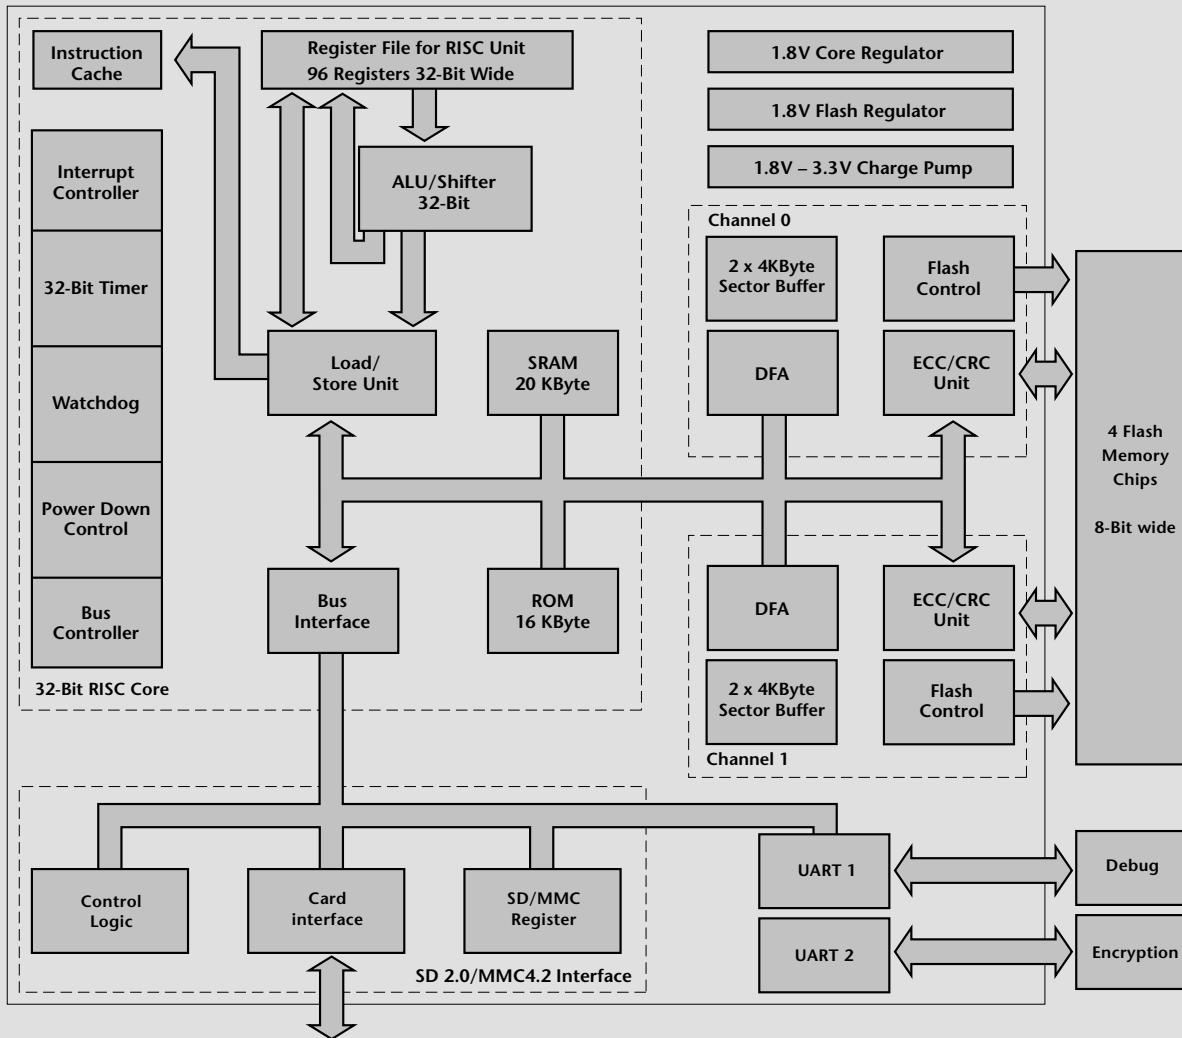 Instruction
Cache
Register File for RISC Unit
96 Registers 32-Bit Wide
1.8V Core Regulator
1.8V Flash Regulator
1.8V – 3.3V Charge Pump
Interrupt
Controller
32-Bit Timer
Watchdog
Power Down
Control
Bus
Controller
32-Bit RISC Core
ALU/Shifter
32-Bit
Load/
Store Unit
SRAM
20 KByte
Bus
Interface
ROM
16 KByte
Channel 0
2 x 4KByte
Sector Buffer
Flash
Control
DFA
ECC/CRC
Unit
DFA
ECC/CRC
Unit
2 x 4KByte
Sector Buffer
Flash
Control
Channel 1
4 Flash
Memory
Chips
8-Bit wide
Control
Logic
Card
interface
SD/MMC
Register
SD 2.0/MMC4.2 Interface
UART 1
Debug
UART 2
Encryption